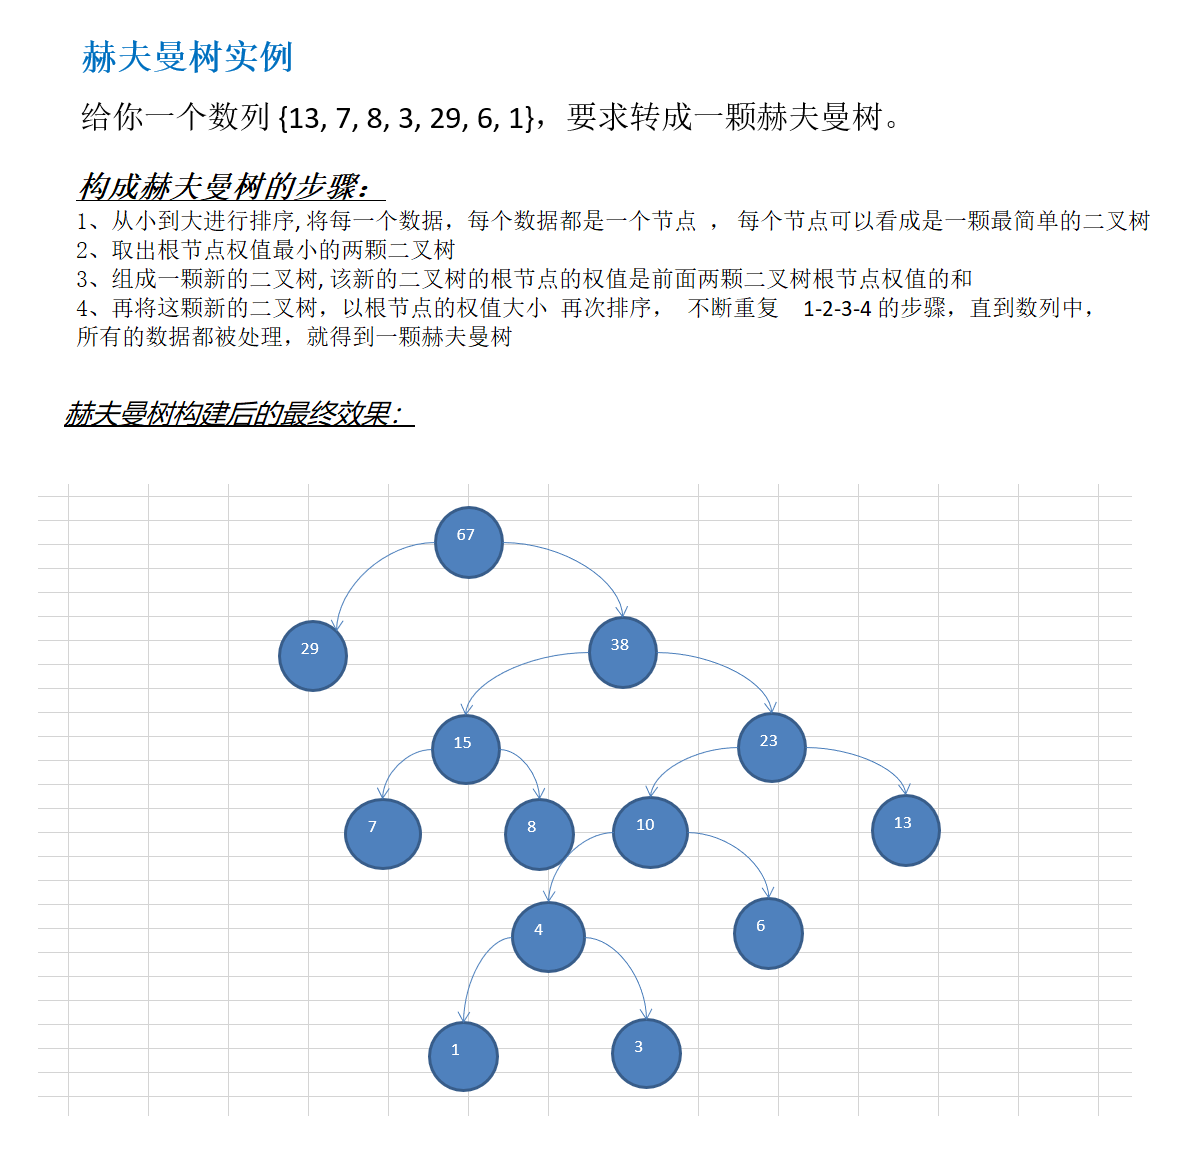 赫夫曼树实例
给你一个数列 {13, 7, 8, 3, 29, 6, 1}，要求转成一颗赫夫曼树。
构成赫夫曼树的步骤：
1、从小到大进行排序, 将每一个数据，每个数据都是一个节点 ， 每个节点可以看成是一颗最简单的二叉树
2、取出根节点权值最小的两颗二叉树
3、组成一颗新的二叉树, 该新的二叉树的根节点的权值是前面两颗二叉树根节点权值的和
4、再将这颗新的二叉树，以根节点的权值大小 再次排序， 不断重复 1-2-3-4 的步骤，直到数列中，
所有的数据都被处理，就得到一颗赫夫曼树
赫夫曼树构建后的最终效果：
67
29
38
15
23
7
8
10
13
4
6
1
3